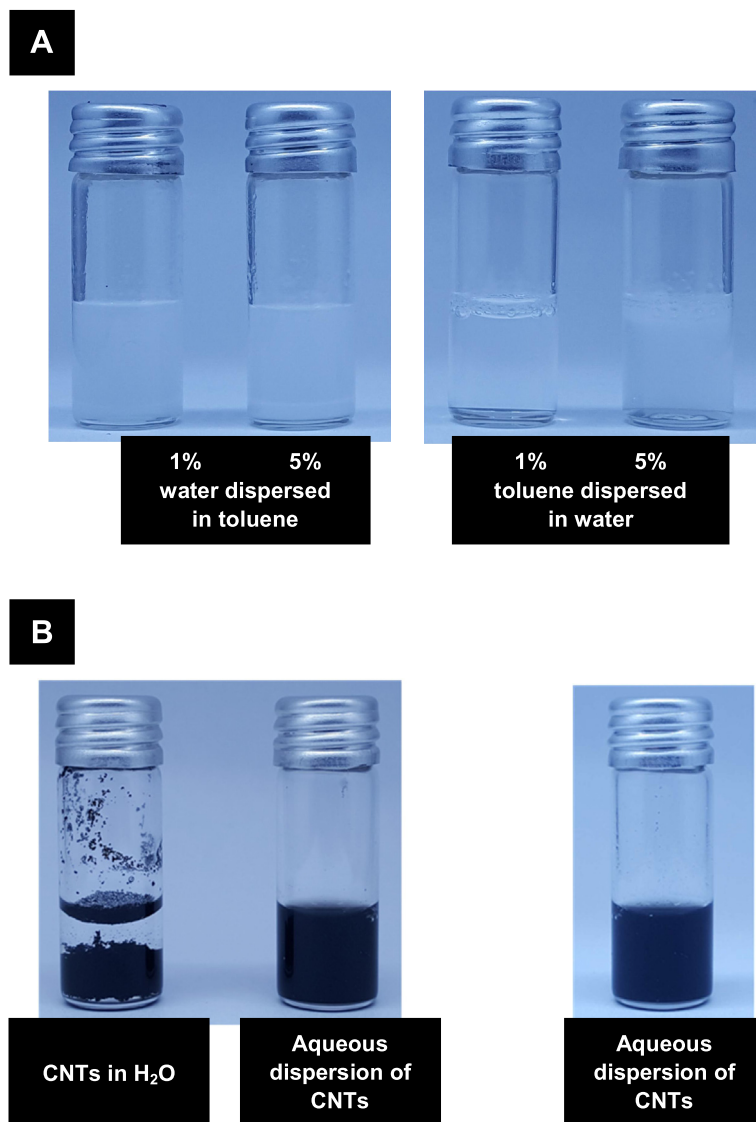 A
1% 5%
water dispersed
in toluene
1% 5%
toluene dispersed
in water
B
CNTs in H₂O
Aqueous
dispersion of
CNTs
Aqueous
dispersion of
CNTs